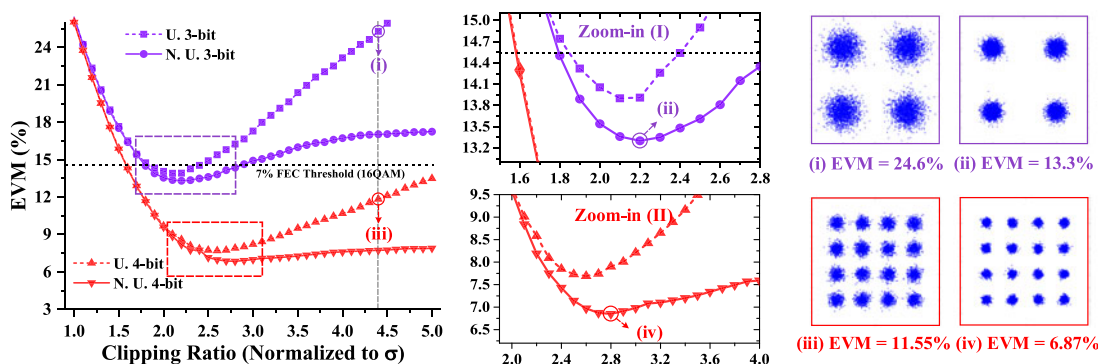 EVM (%)
26
24
21
18
15
12
9
6
3
U. 3-bit
N. U. 3-bit
(i)
7% FEC Threshold (16QAM)
(iii)
U. 4-bit
N. U. 4-bit
1.0 1.5 2.0 2.5 3.0 3.5 4.0 4.5 5.0
Clipping Ratio (Normalized to σ)
15.1
14.7
14.3
13.9
13.5
13.1
Zoom-in (I)
(ii)
1.6 1.8 2.0 2.2 2.4 2.6 2.8
9.5
9.0
8.5
8.0
7.5
7.0
6.5
Zoom-in (II)
(iv)
2.0 2.4 2.8 3.2 3.6 4.0
(i) EVM = 24.6% (ii) EVM = 13.3%
(iii) EVM = 11.55% (iv) EVM = 6.87%